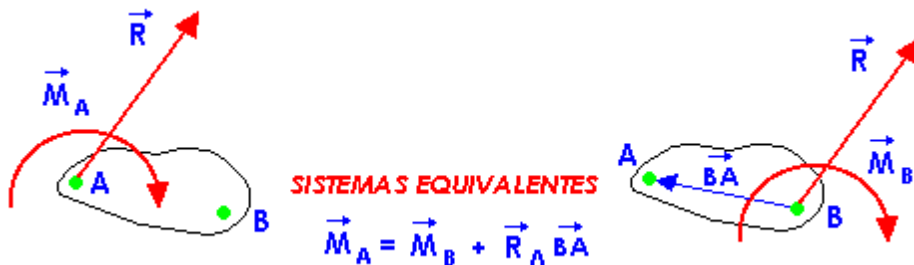 R
M A
A
B
SISTEMAS EQUIVALENTES
M A = M B + R ∧ BA
R
M B
A
BA
B